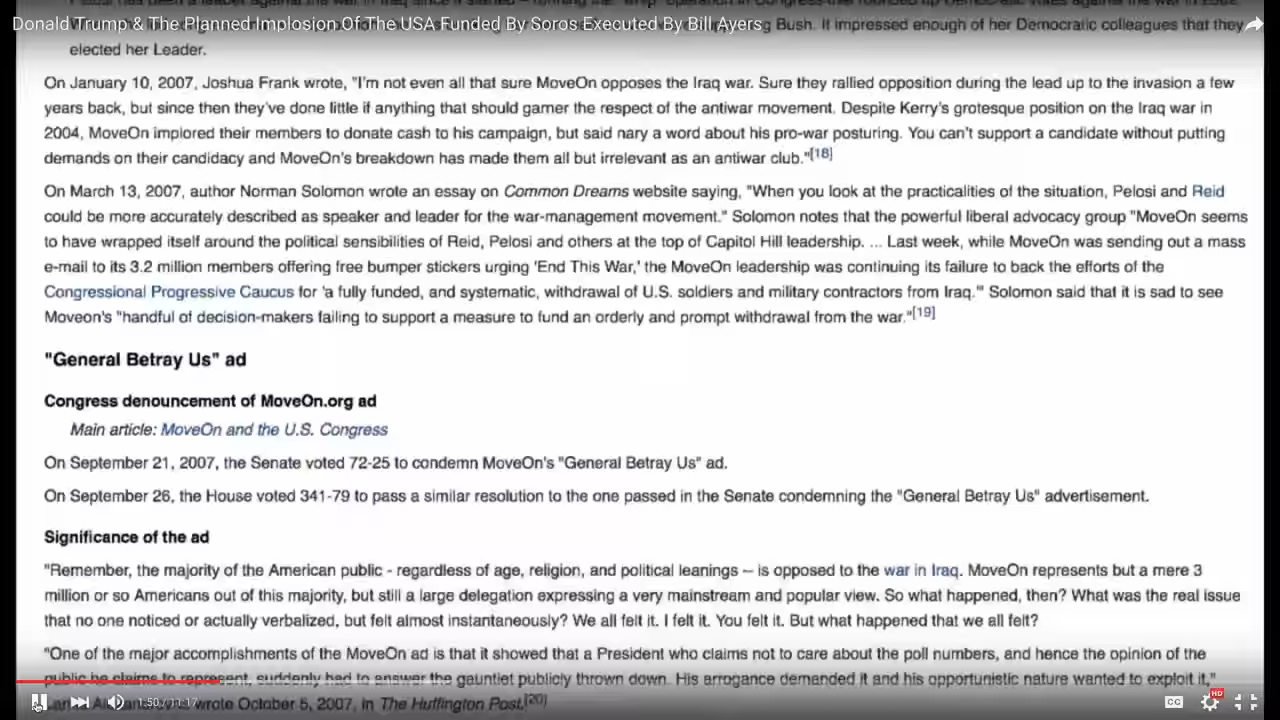 Donald Trump & The Planned Implosion Of The USA Funded By Soros Executed By Bill Ayers
Bush. It impressed enough of her Democratic colleagues that they
elected her Leader.
On January 10, 2007, Joshua Frank wrote, "I'm not even all that sure MoveOn opposes the Iraq war. Sure they rallied opposition during the lead up to the invasion a few
years back, but since then they've done little if anything that should garner the respect of the antiwar movement. Despite Kerry's grotesque position on the Iraq war in
2004, MoveOn implored their members to donate cash to his campaign, but said nary a word about his pro-war posturing. You can't support a candidate without putting
demands on their candidacy and MoveOn's breakdown has made them all but irrelevant as an antiwar club."[18]
On March 13, 2007, author Norman Solomon wrote an essay on Common Dreams website saying, "When you look at the practicalities of the situation, Pelosi and Reid
could be more accurately described as speaker and leader for the war-management movement." Solomon notes that the powerful liberal advocacy group "MoveOn seems
to have wrapped itself around the political sensibilities of Reid, Pelosi and others at the top of Capitol Hill leadership. ... Last week, while MoveOn was sending out a mass
e-mail to its 3.2 million members offering free bumper stickers urging 'End This War,' the MoveOn leadership was continuing its failure to back the efforts of the
Congressional Progressive Caucus for 'a fully funded, and systematic, withdrawal of U.S. soldiers and military contractors from Iraq.'" Solomon said that it is sad to see
Moveon's "handful of decision-makers failing to support a measure to fund an orderly and prompt withdrawal from the war."[19]
"General Betray Us" ad
Congress denouncement of MoveOn.org ad
Main article: MoveOn and the U.S. Congress
On September 21, 2007, the Senate voted 72-25 to condemn MoveOn's "General Betray Us" ad.
On September 26, the House voted 341-79 to pass a similar resolution to the one passed in the Senate condemning the "General Betray Us" advertisement.
Significance of the ad
"Remember, the majority of the American public - regardless of age, religion, and political leanings – is opposed to the war in Iraq. MoveOn represents but a mere 3
million or so Americans out of this majority, but still a large delegation expressing a very mainstream and popular view. So what happened, then? What was the real issue
that no one noticed or actually verbalized, but felt almost instantaneously? We all felt it. I felt it. You felt it. But what happened that we all felt?
"One of the major accomplishments of the MoveOn ad is that it showed that a President who claims not to care about the poll numbers, and hence the opinion of the
public he claims to represent, suddenly had to answer the gauntlet publicly thrown down. His arrogance demanded it and his opportunistic nature wanted to exploit it,"
wrote October 5, 2007, in The Huffington Post.[20]
1:50 / 11:17
CC
HD